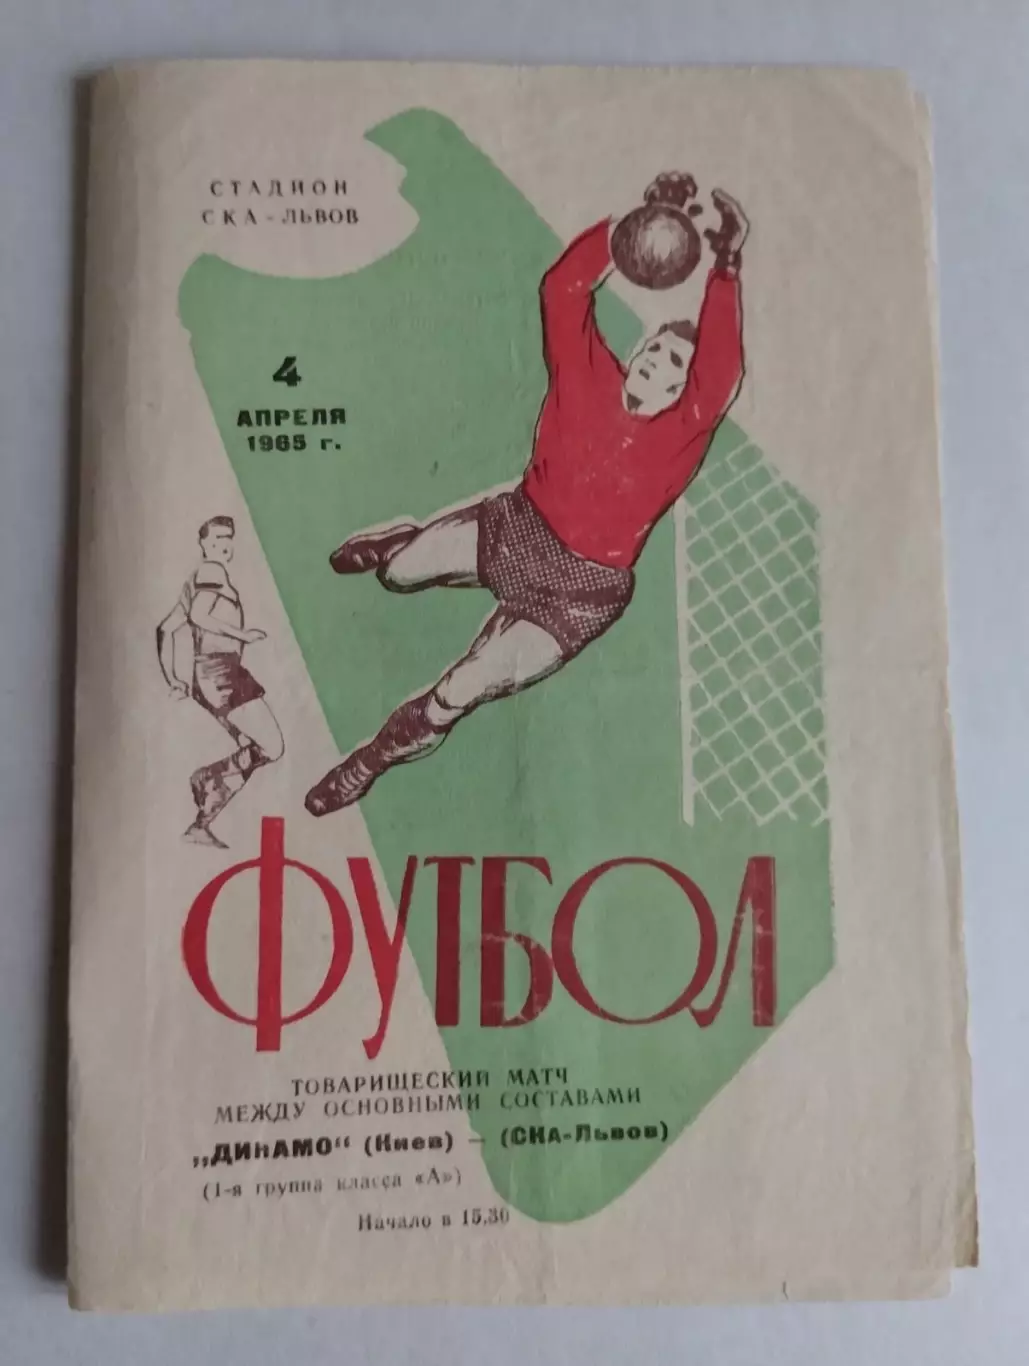 СТАДИОН
СКА - ЛЬВОВ
4
АПРЕЛЯ
1965 г.
ФУТБОЛ
ТОВАРИЩЕСКИЙ МАТЧ
МЕЖДУ ОСНОВНЫМИ СОСТАВАМИ
„ДИНАМО“ (Киев) — (СКА-Львов)
(1-я группа класса «А»)
Начало в 15.30